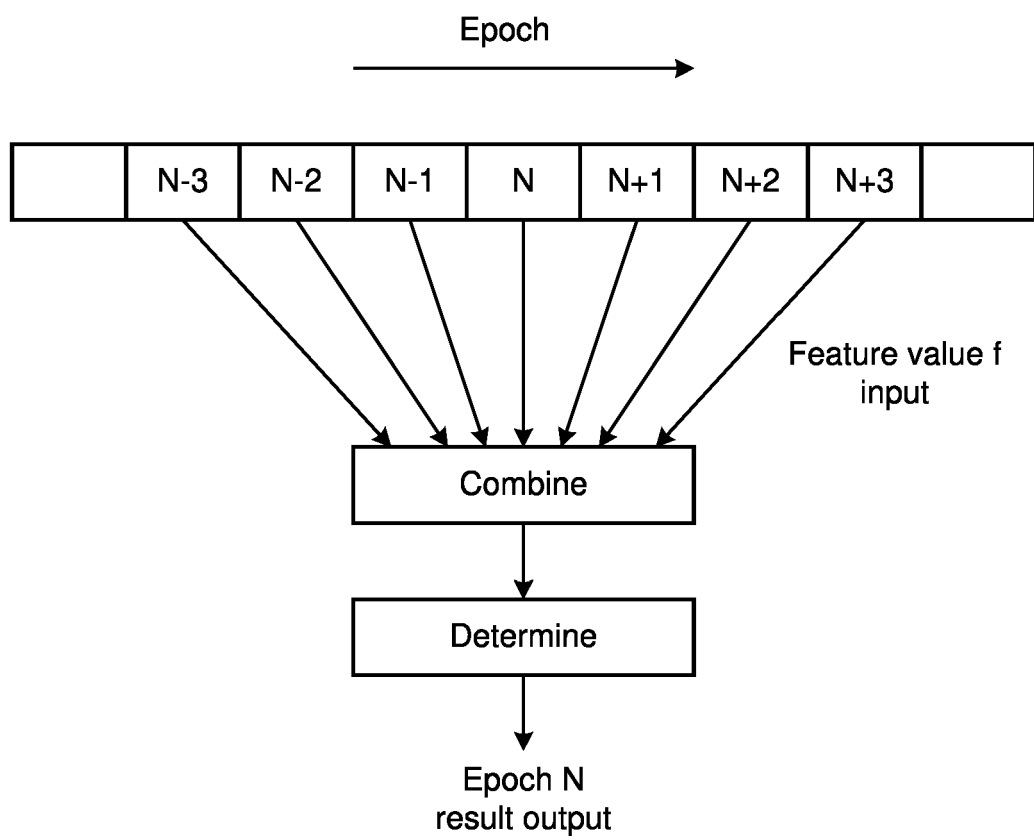 Epoch
N-3 N-2 N-1 N N+1 N+2 N+3
Feature value f
input
Combine
Determine
Epoch N
result output